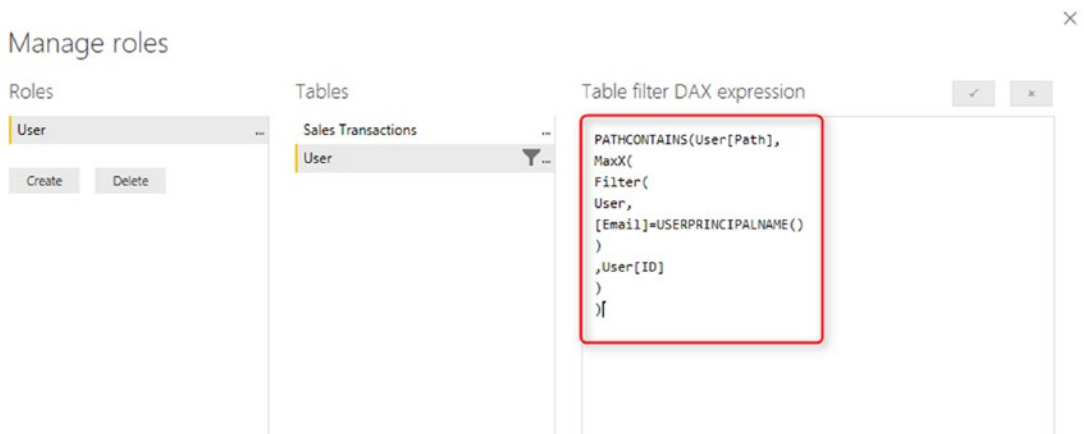 Manage roles
Roles
User
...
Create Delete
Tables
Sales Transactions
...
User
...
Table filter DAX expression
PATHCONTAINS(User[Path],
MaxX(
Filter(
User,
[Email]=USERPRINCIPALNAME()
)
,User[ID]
)
)